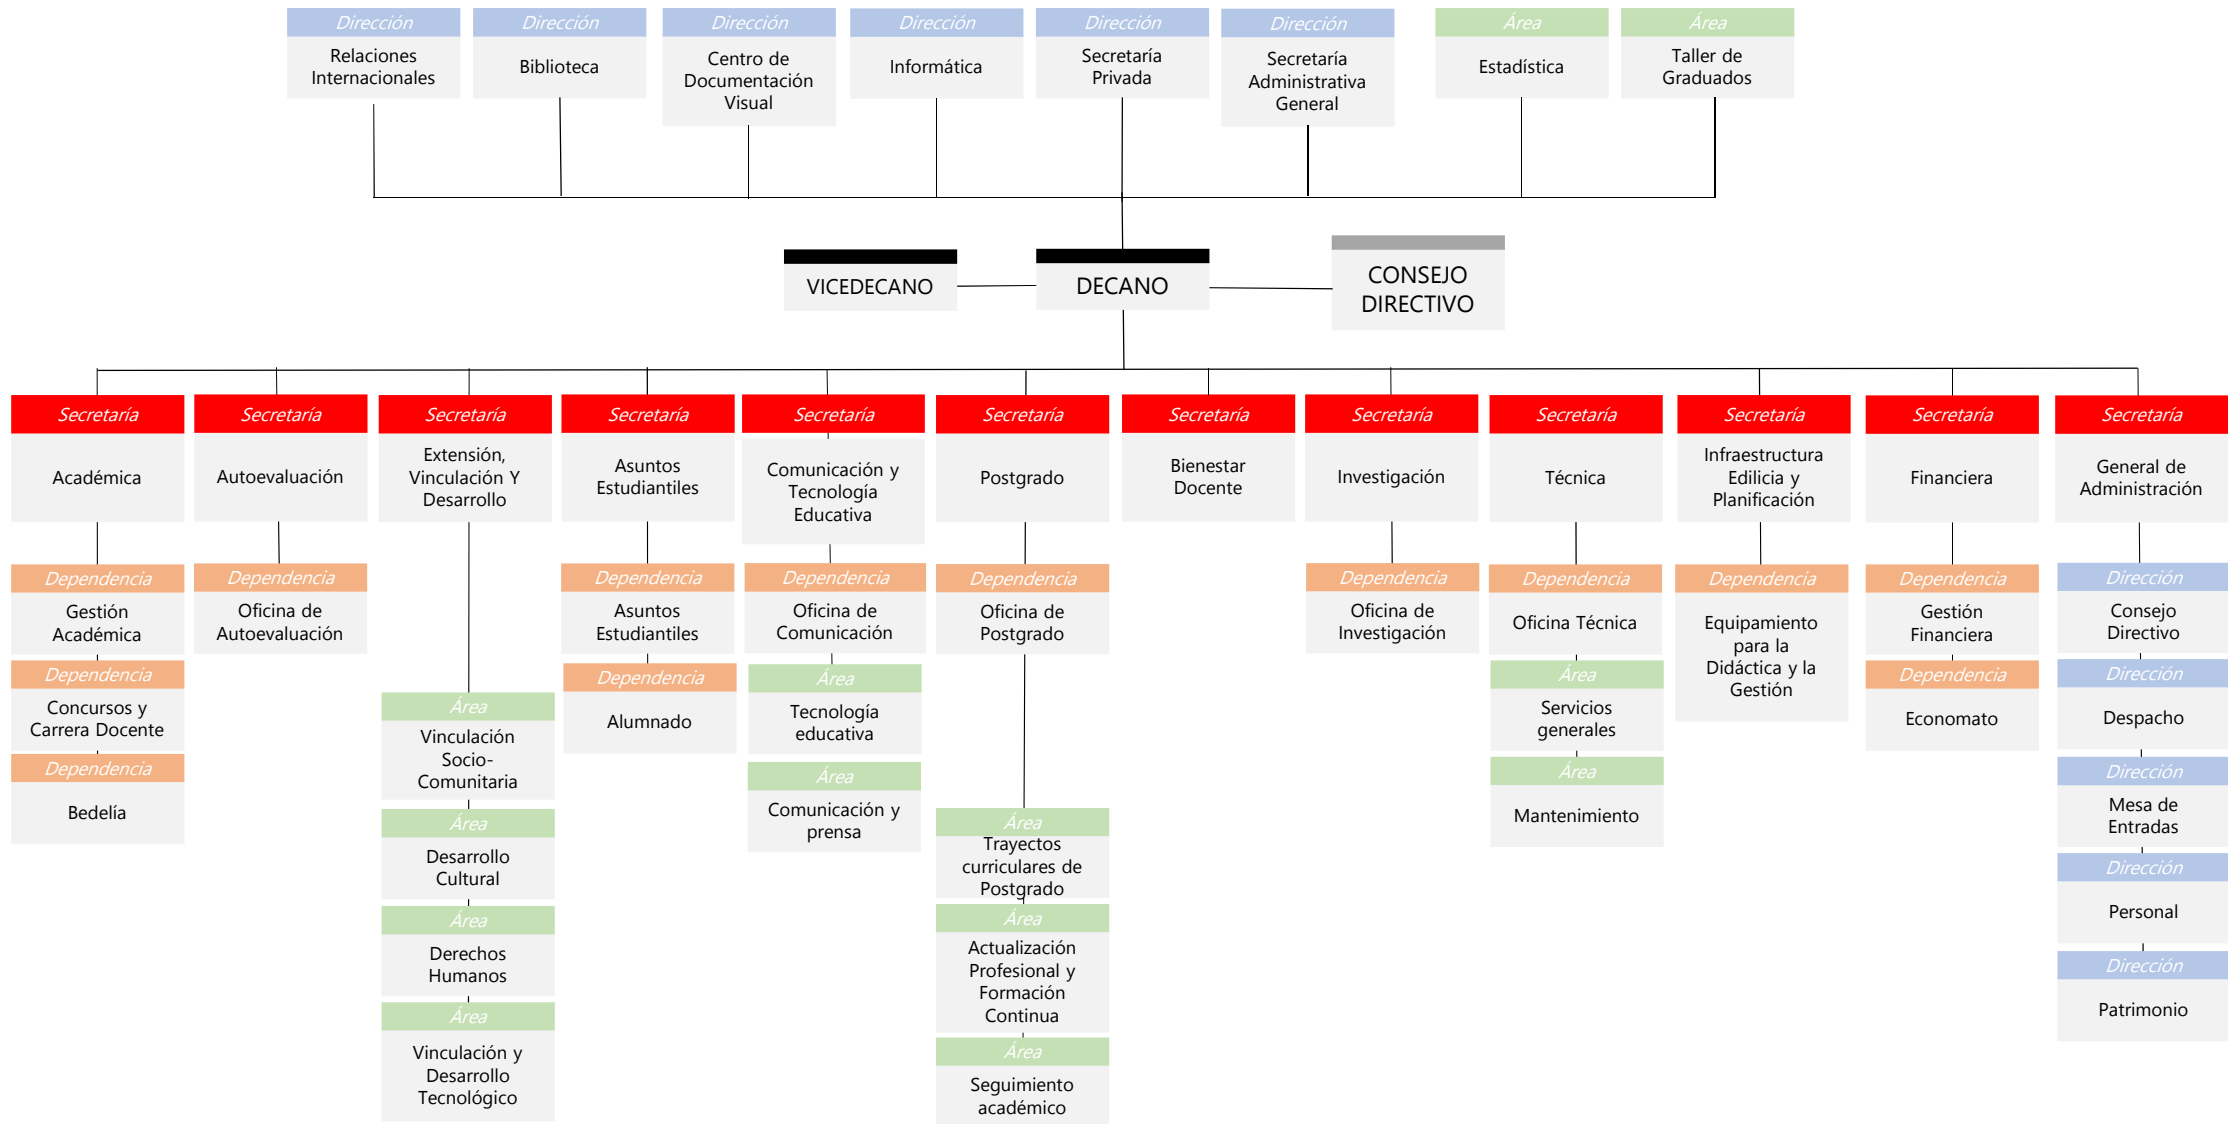 Dirección
Relaciones
Internacionales
Dirección
Biblioteca
Dirección
Centro de
Documentación
Visual
Dirección
Informática
Dirección
Secretaría
Privada
Dirección
Secretaría
Administrativa
General
Área
Estadística
Área
Taller de
Graduados
VICEDECANO
DECANO
CONSEJO
DIRECTIVO
Secretaría
Académica
Dependencia
Gestión
Académica
Dependencia
Concursos y
Carrera Docente
Dependencia
Bedelía
Secretaría
Autoevaluación
Dependencia
Oficina de
Autoevaluación
Secretaría
Extensión,
Vinculación Y
Desarrollo
Área
Vinculación
Socio-
Comunitaria
Área
Desarrollo
Cultural
Área
Derechos
Humanos
Área
Vinculación y
Desarrollo
Tecnológico
Secretaría
Asuntos
Estudiantiles
Dependencia
Asuntos
Estudiantiles
Dependencia
Alumnado
Secretaría
Comunicación y
Tecnología
Educativa
Dependencia
Oficina de
Comunicación
Área
Tecnología
educativa
Área
Comunicación y
prensa
Secretaría
Postgrado
Dependencia
Oficina de
Postgrado
Área
Trayectos
curriculares de
Postgrado
Área
Actualización
Profesional y
Formación
Continua
Área
Seguimiento
académico
Secretaría
Bienestar
Docente
Secretaría
Investigación
Dependencia
Oficina de
Investigación
Secretaría
Técnica
Dependencia
Oficina Técnica
Área
Servicios
generales
Área
Mantenimiento
Secretaría
Infraestructura
Edilicia y
Planificación
Dependencia
Equipamiento
para la
Didáctica y la
Gestión
Secretaría
Financiera
Dependencia
Gestión
Financiera
Dependencia
Economato
Secretaría
General de
Administración
Dirección
Consejo
Directivo
Dirección
Despacho
Dirección
Mesa de
Entradas
Dirección
Personal
Dirección
Patrimonio